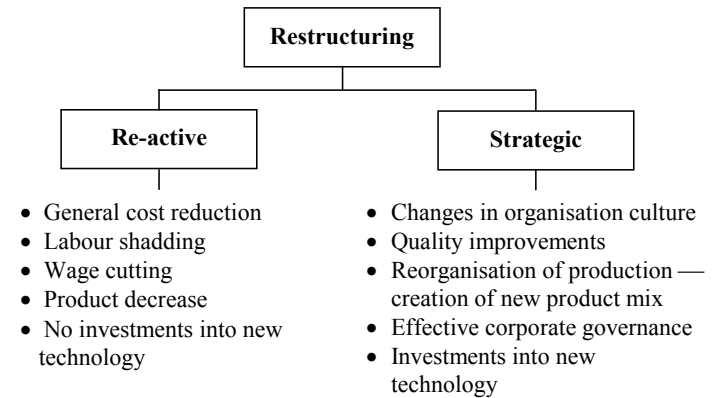 Restructuring
Re-active
• General cost reduction
• Labour shadding
• Wage cutting
• Product decrease
• No investments into new
technology
Strategic
• Changes in organisation culture
• Quality improvements
• Reorganisation of production —
creation of new product mix
• Effective corporate governance
• Investments into new
technology